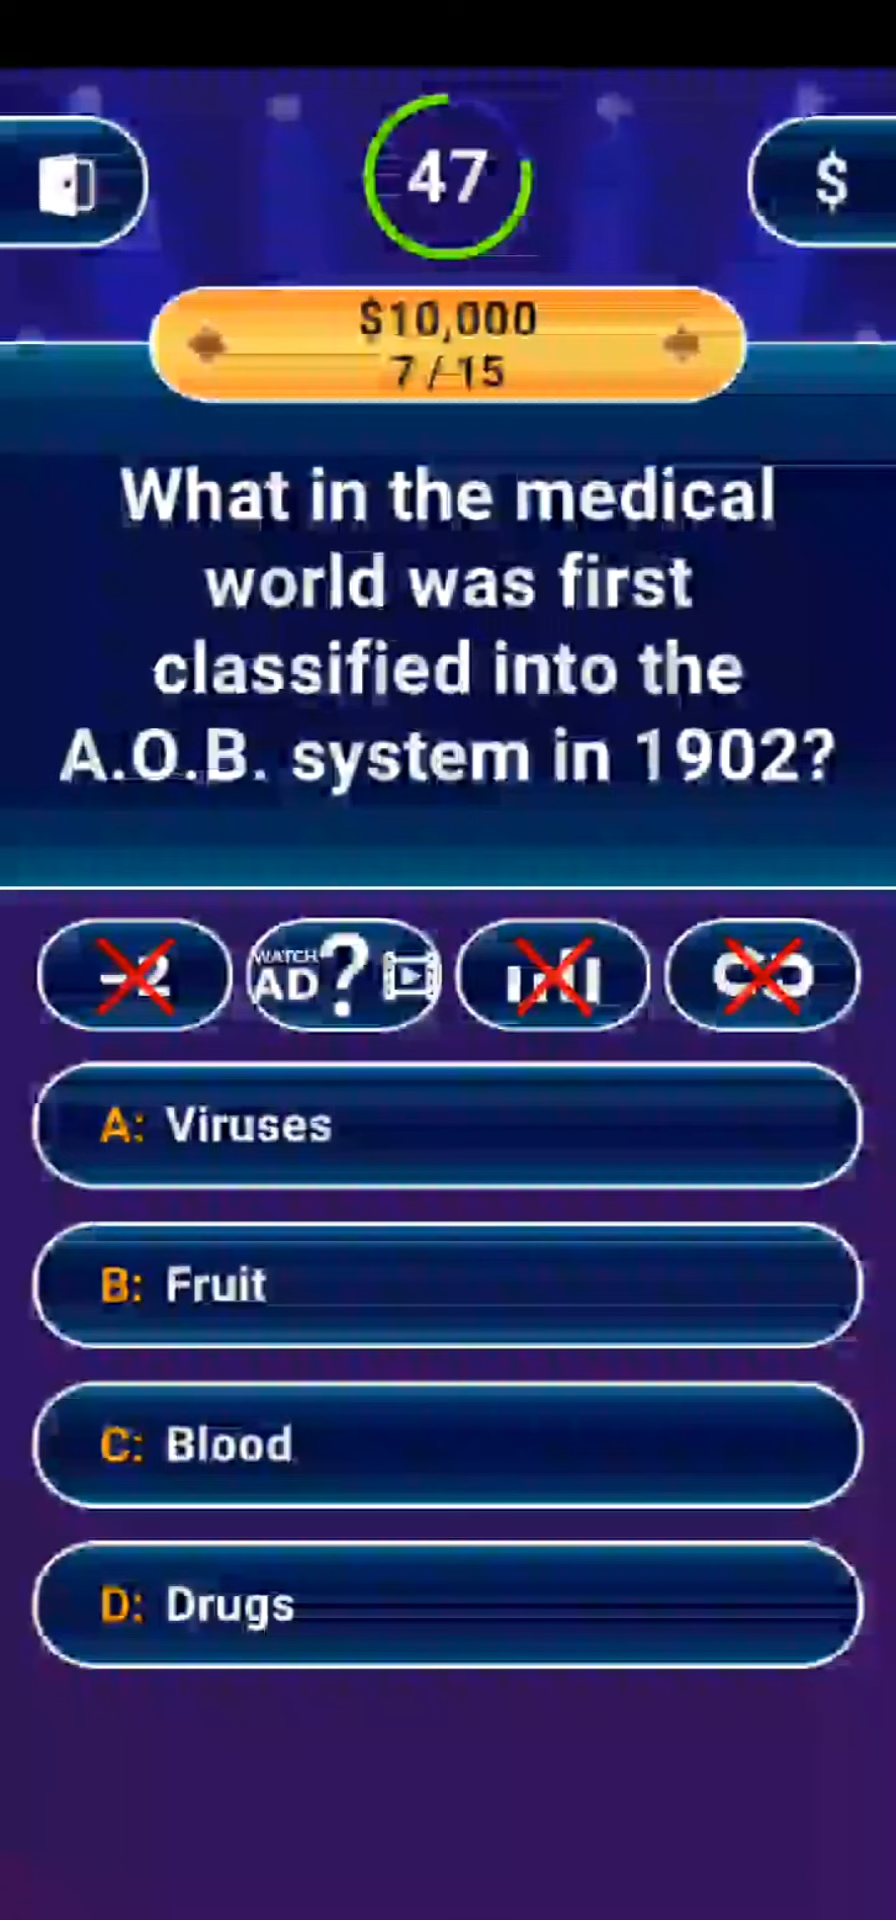 47
$
$10,000
7 / 15
What in the medical
world was first
classified into the
A.O.B. system in 1902?
-2
WATCH
AD ?
A: Viruses
B: Fruit
C: Blood
D: Drugs